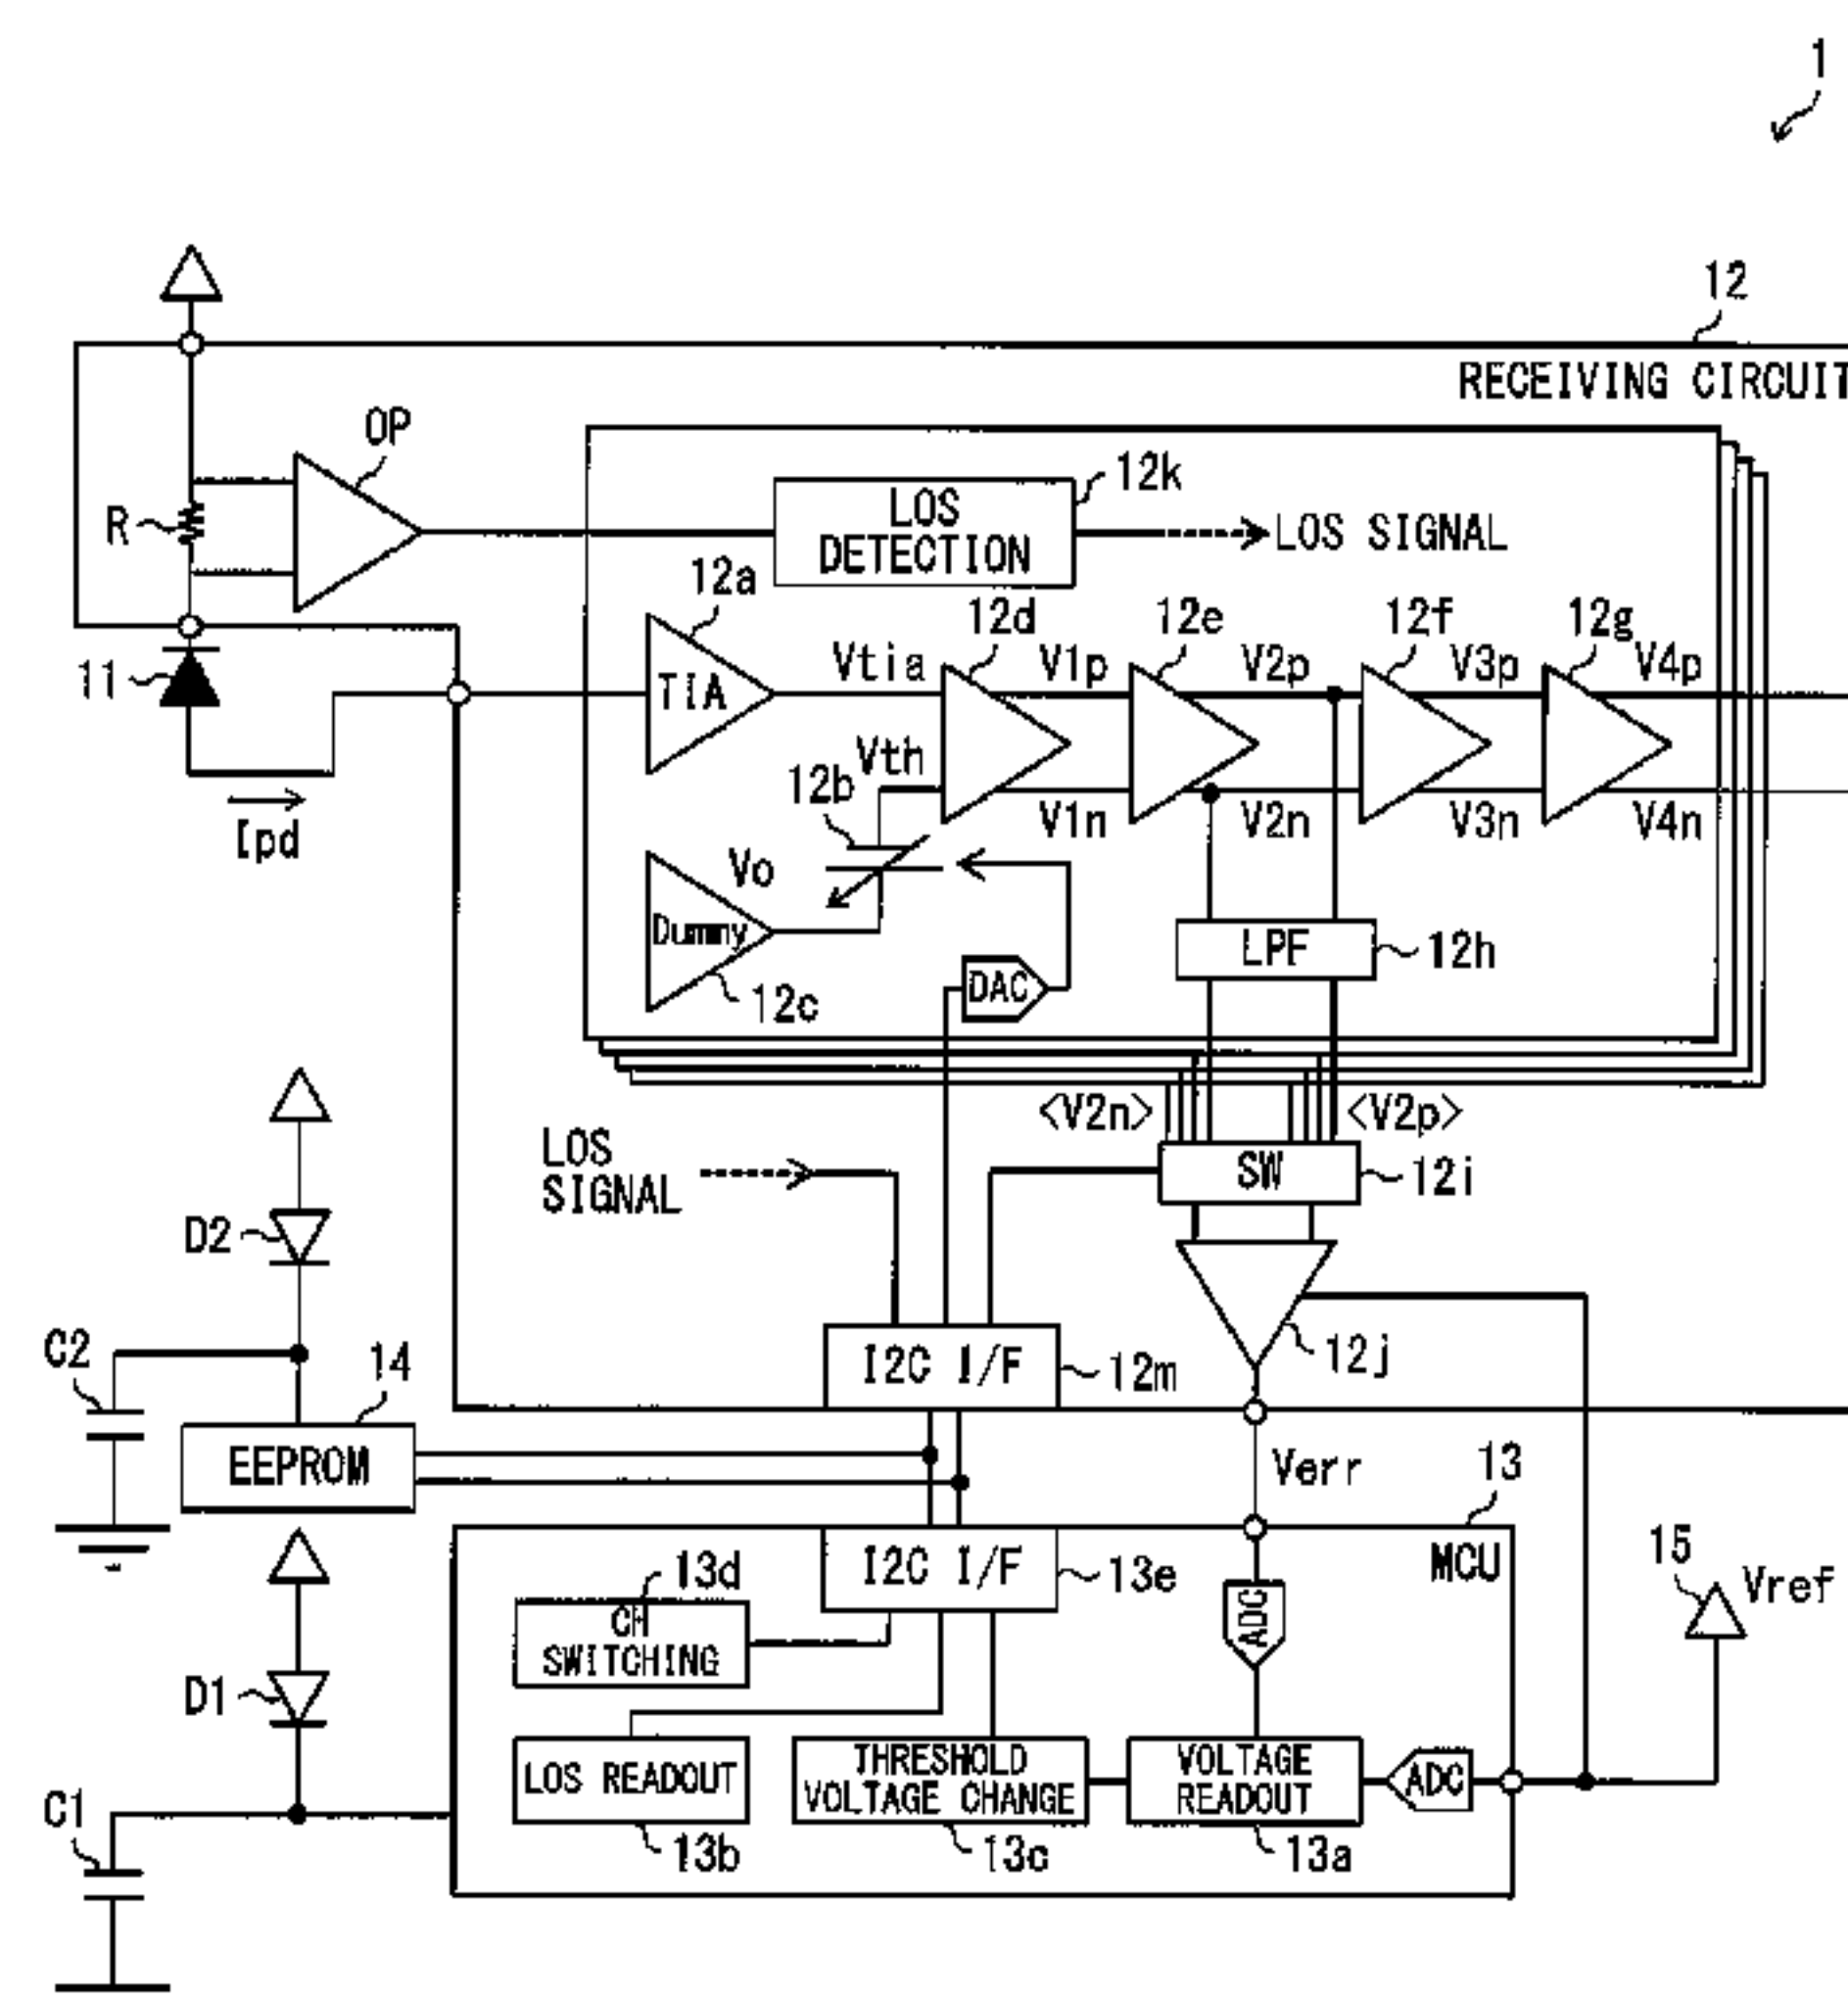 1
12
RECEIVING CIRCUIT
OP
R
LOS
DETECTION
12k
LOS SIGNAL
12a
TIA
Vtia
12d
V1p
12e
V2p
12f
V3p
12g
V4p
11
Ipd
Vth
12b
V1n
V2n
V3n
V4n
Vo
Dummy
12c
DAC
LPF
12h
<V2n>
<V2p>
LOS
SIGNAL
SW
12i
D2
C2
14
I2C I/F
12m
12j
EEPROM
Verr
13
MCU
I2C I/F
13e
13d
CH
SWITCHING
ADC
15
Vref
D1
C1
LOS READOUT
13b
THRESHOLD
VOLTAGE CHANGE
13c
VOLTAGE
READOUT
13a
ADC